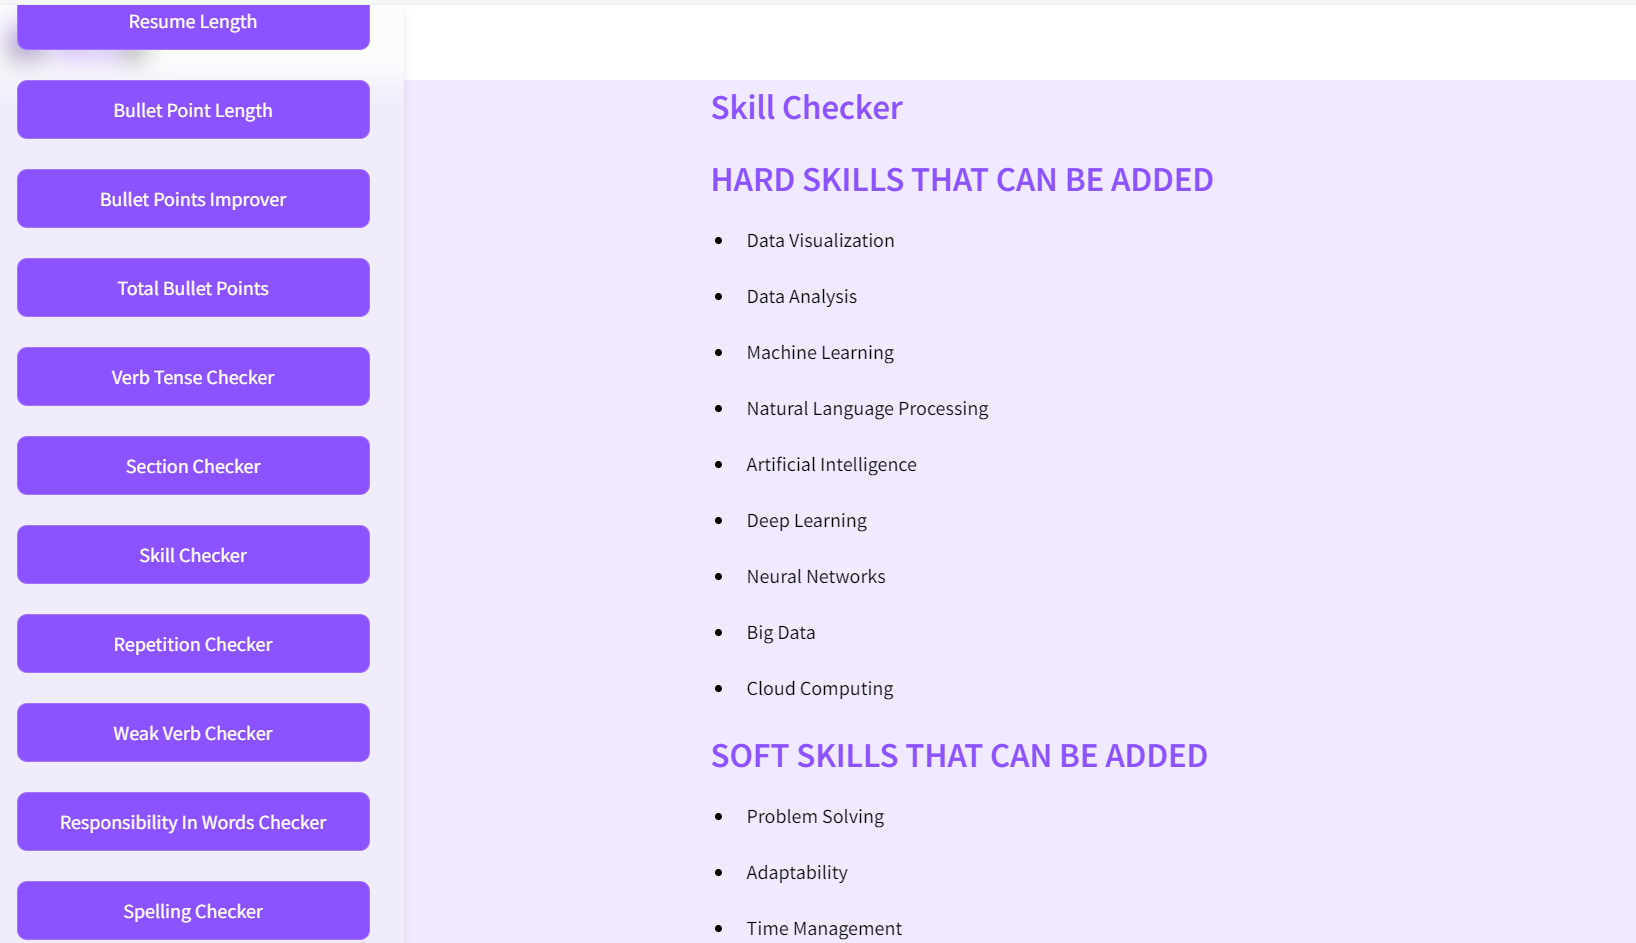 Resume Length
Bullet Point Length
Bullet Points Improver
Total Bullet Points
Verb Tense Checker
Section Checker
Skill Checker
Repetition Checker
Weak Verb Checker
Responsibility In Words Checker
Spelling Checker
Skill Checker
HARD SKILLS THAT CAN BE ADDED
• Data Visualization
• Data Analysis
• Machine Learning
• Natural Language Processing
• Artificial Intelligence
• Deep Learning
• Neural Networks
• Big Data
• Cloud Computing
SOFT SKILLS THAT CAN BE ADDED
• Problem Solving
• Adaptability
• Time Management